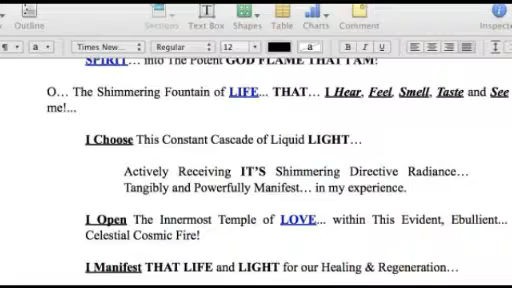 Outline Sections Text Box Shapes Table Charts Comment
Times New... Regular 12 a B I U
SPIRIT… into The Potent GOD FLAME THAT I AM!
O… The Shimmering Fountain of LIFE... THAT… I Hear, Feel, Smell, Taste and See
me!...
I Choose This Constant Cascade of Liquid LIGHT…
Actively Receiving IT'S Shimmering Directive Radiance…
Tangibly and Powerfully Manifest… in my experience.
I Open The Innermost Temple of LOVE... within This Evident, Ebullient...
Celestial Cosmic Fire!
I Manifest THAT LIFE and LIGHT for our Healing & Regeneration…